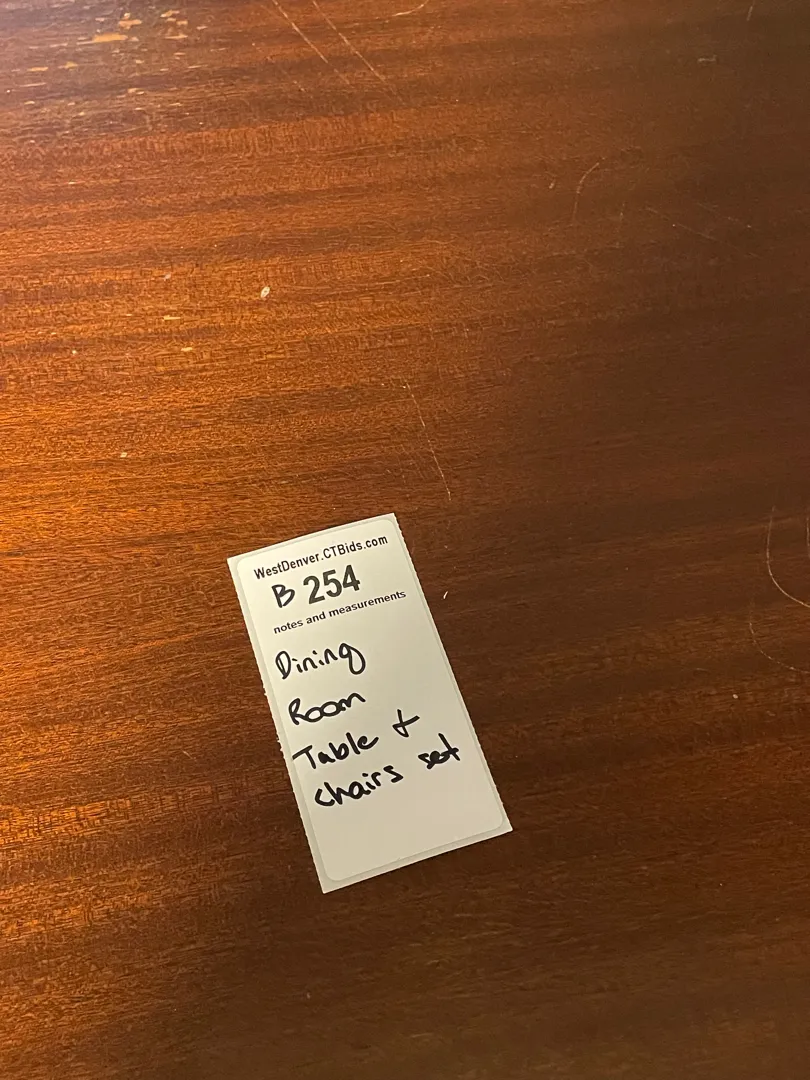 WestDenver.CTBids.com
B 254
notes and measurements
Dining
Room
Table +
chairs set